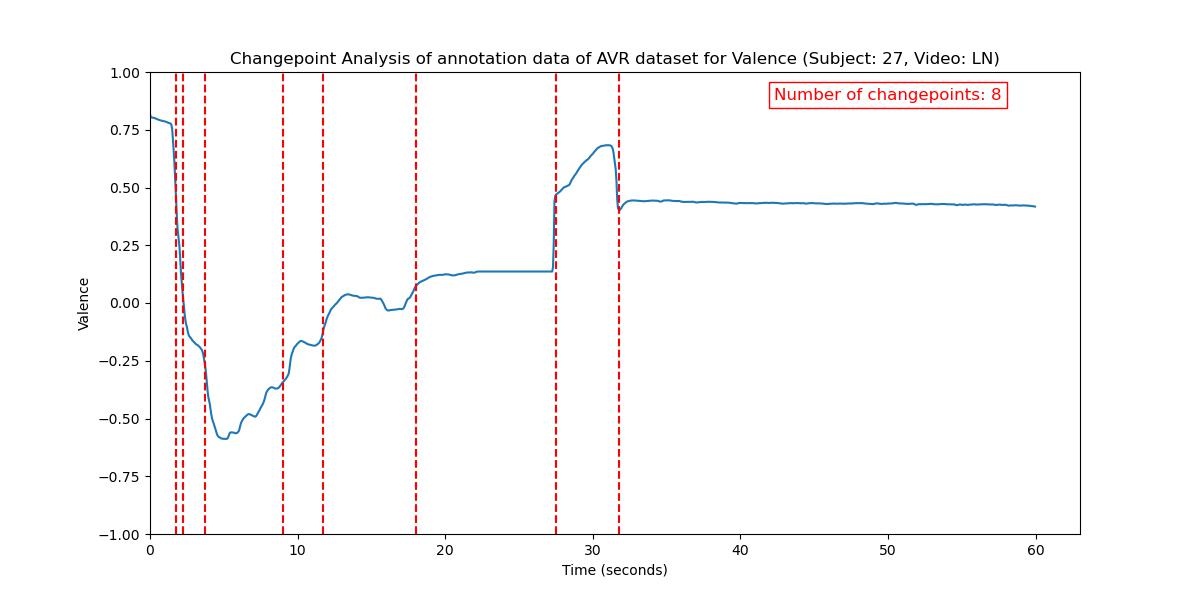 Changepoint Analysis of annotation data of AVR dataset for Valence (Subject: 27, Video: LN)
Number of changepoints: 8
1.00
0.75
0.50
0.25
0.00
−0.25
−0.50
−0.75
−1.00
Valence
0 10 20 30 40 50 60
Time (seconds)